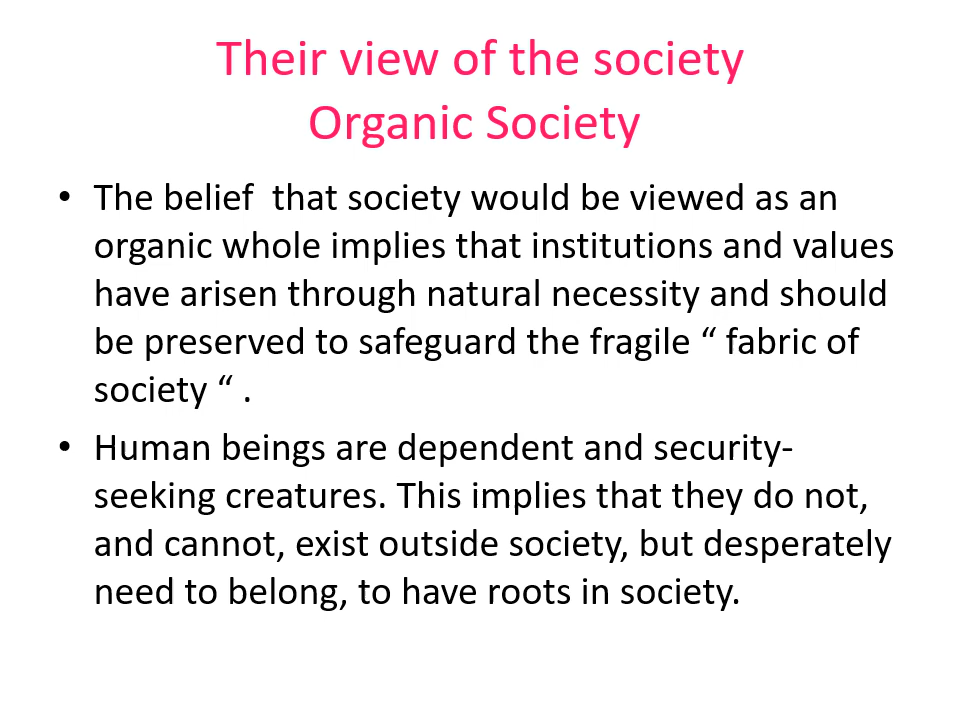 Their view of the society
Organic Society
• The belief  that society would be viewed as an
organic whole implies that institutions and values
have arisen through natural necessity and should
be preserved to safeguard the fragile “ fabric of
society “ .
• Human beings are dependent and security-
seeking creatures. This implies that they do not,
and cannot, exist outside society, but desperately
need to belong, to have roots in society.